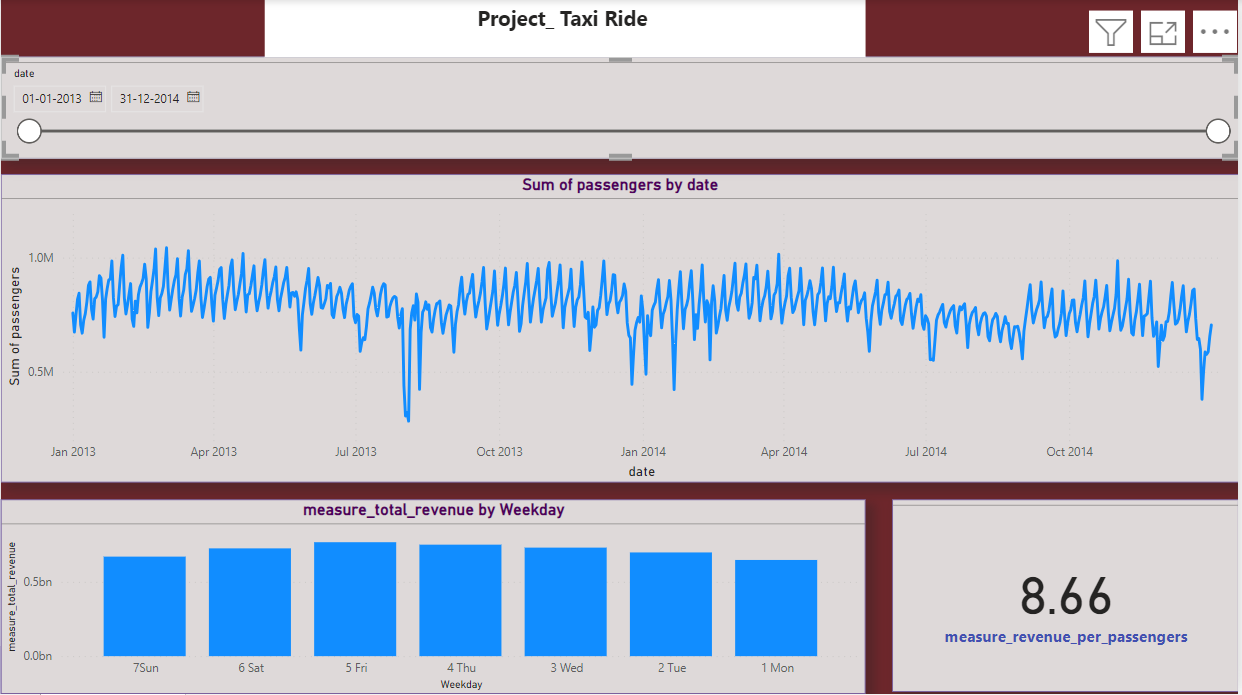 Project_ Taxi Ride
date
01-01-2013 31-12-2014
Sum of passengers by date
Sum of passengers
1.0M
0.5M
Jan 2013 Apr 2013 Jul 2013 Oct 2013 Jan 2014 Apr 2014 Jul 2014 Oct 2014
date
measure_total_revenue by Weekday
measure_total_revenue
0.5bn
0.0bn
7Sun 6 Sat 5 Fri 4 Thu 3 Wed 2 Tue 1 Mon
Weekday
8.66
measure_revenue_per_passengers